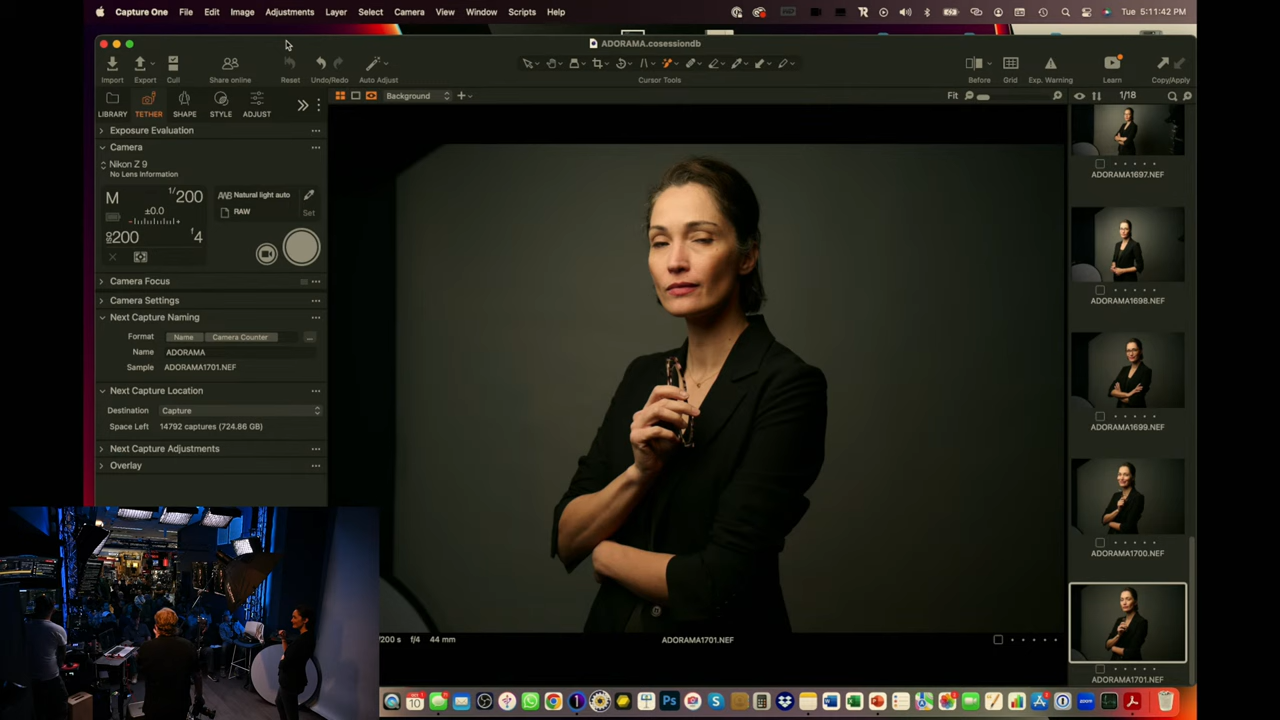 Capture One File Edit Image Adjustments Layer Select Camera View Window Scripts Help Tue 5:11:42 PM
ADORAMA.cosessiondb
Import Export Cull Share online Reset Undo/Redo Auto Adjust Cursor Tools Before Grid Exp. Warning Learn Copy/Apply
LIBRARY TETHER SHAPE STYLE ADJUST
Background
Fit
1/18
Exposure Evaluation
Camera
Nikon Z 9
No Lens Information
M 1/200
±0.0
ISO 200 f 4
Natural light auto
RAW
Set
Camera Focus
Camera Settings
Next Capture Naming
Format Name Camera Counter
Name ADORAMA
Sample ADORAMA1701.NEF
Next Capture Location
Destination Capture
Space Left 14792 captures (724.86 GB)
Next Capture Adjustments
Overlay
/200 s f/4 44 mm
ADORAMA1701.NEF
ADORAMA1697.NEF
ADORAMA1698.NEF
ADORAMA1699.NEF
ADORAMA1700.NEF
ADORAMA1701.NEF
10
Ps
zoom